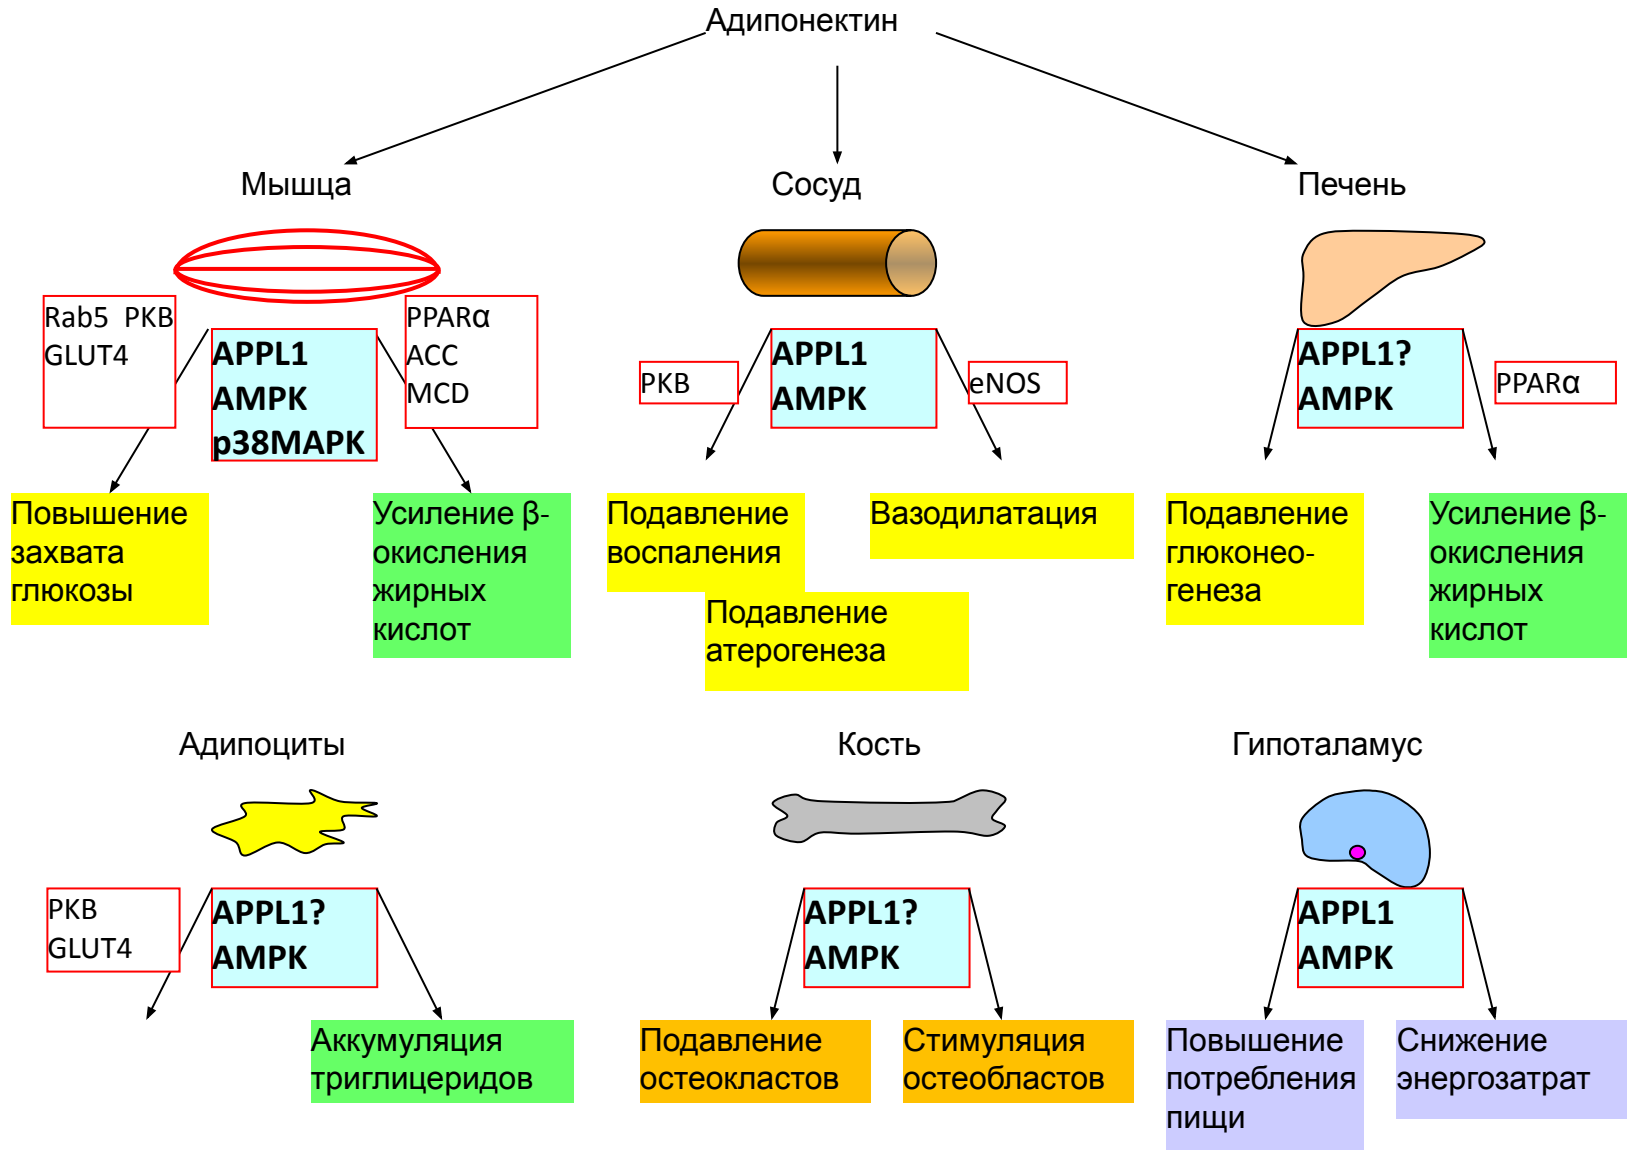 Адипонектин
Мышца
Сосуд
Печень
Rab5 PKB
GLUT4
APPL1
AMPK
p38MAPK
PPARα
ACC
MCD
PKB
APPL1
AMPK
eNOS
APPL1?
AMPK
PPARα
Повышение
захвата
глюкозы
Усиление β-
окисления
жирных
кислот
Подавление
воспаления
Вазодилатация
Подавление
атерогенеза
Подавление
глюконео-
генеза
Усиление β-
окисления
жирных
кислот
Адипоциты
Кость
Гипоталамус
PKB
GLUT4
APPL1?
AMPK
APPL1?
AMPK
APPL1
AMPK
Аккумуляция
триглицеридов
Подавление
остеокластов
Стимуляция
остеобластов
Повышение
потребления
пищи
Снижение
энергозатрат